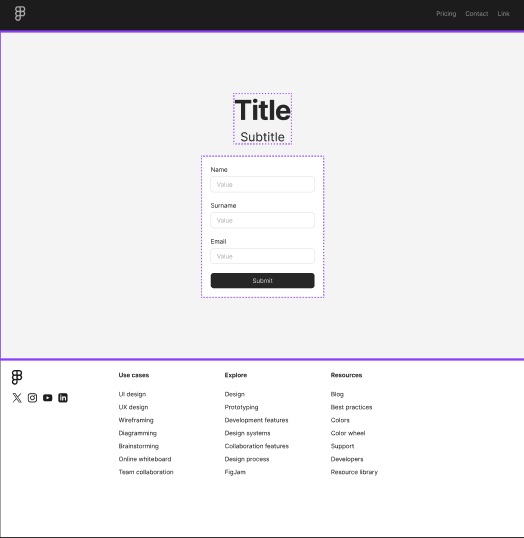 Pricing Contact Link
Title
Subtitle
Name
Value
Surname
Value
Email
Value
Submit
Use cases
UI design
UX design
Wireframing
Diagramming
Brainstorming
Online whiteboard
Team collaboration
Explore
Design
Prototyping
Development features
Design systems
Collaboration features
Design process
FigJam
Resources
Blog
Best practices
Colors
Color wheel
Support
Developers
Resource library